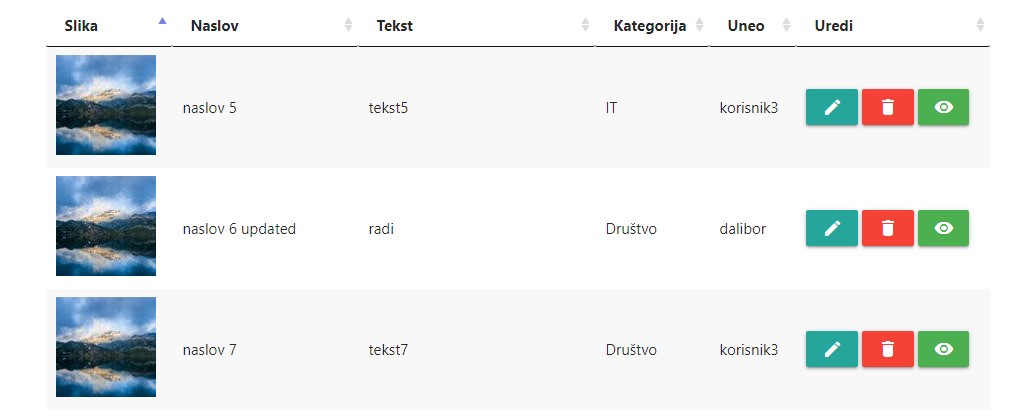 Slika Naslov Tekst Kategorija Uneo Uredi
naslov 5 tekst5 IT korisnik3
naslov 6 updated radi Društvo dalibor
naslov 7 tekst7 Društvo korisnik3